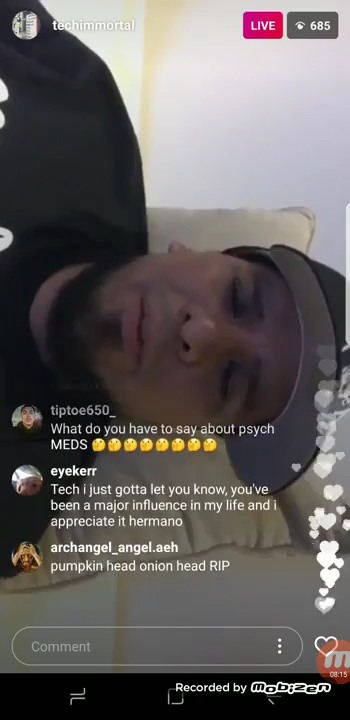 techimmortal
LIVE
685
tiptoe650_
What do you have to say about psych
MEDS 🤔🤔🤔🤔🤔🤔🤔🤔🤔
eyekerr
Tech i just gotta let you know, you've
been a major influence in my life and i
appreciate it hermano
archangel_angel.aeh
pumpkin head onion head RIP
Comment
08:15
Recorded by Mobizen